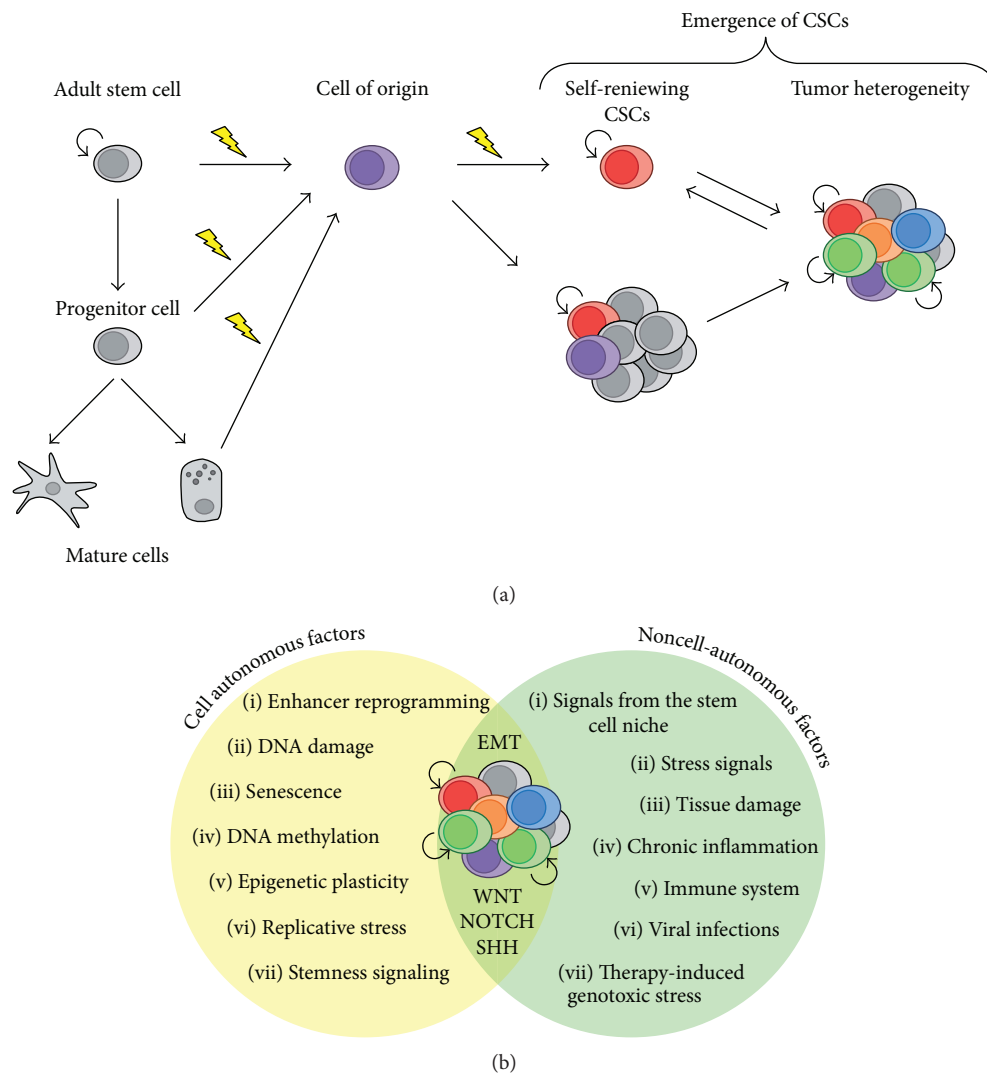 Emergence of CSCs
Adult stem cell
Cell of origin
Self-reniewing
CSCs
Tumor heterogeneity
Progenitor cell
Mature cells
(a)
Cell autonomous factors
Noncell-autonomous factors
(i) Enhancer reprogramming
(ii) DNA damage
(iii) Senescence
(iv) DNA methylation
(v) Epigenetic plasticity
(vi) Replicative stress
(vii) Stemness signaling
EMT
WNT
NOTCH
SHH
(i) Signals from the stem
cell niche
(ii) Stress signals
(iii) Tissue damage
(iv) Chronic inflammation
(v) Immune system
(vi) Viral infections
(vii) Therapy-induced
genotoxic stress
(b)